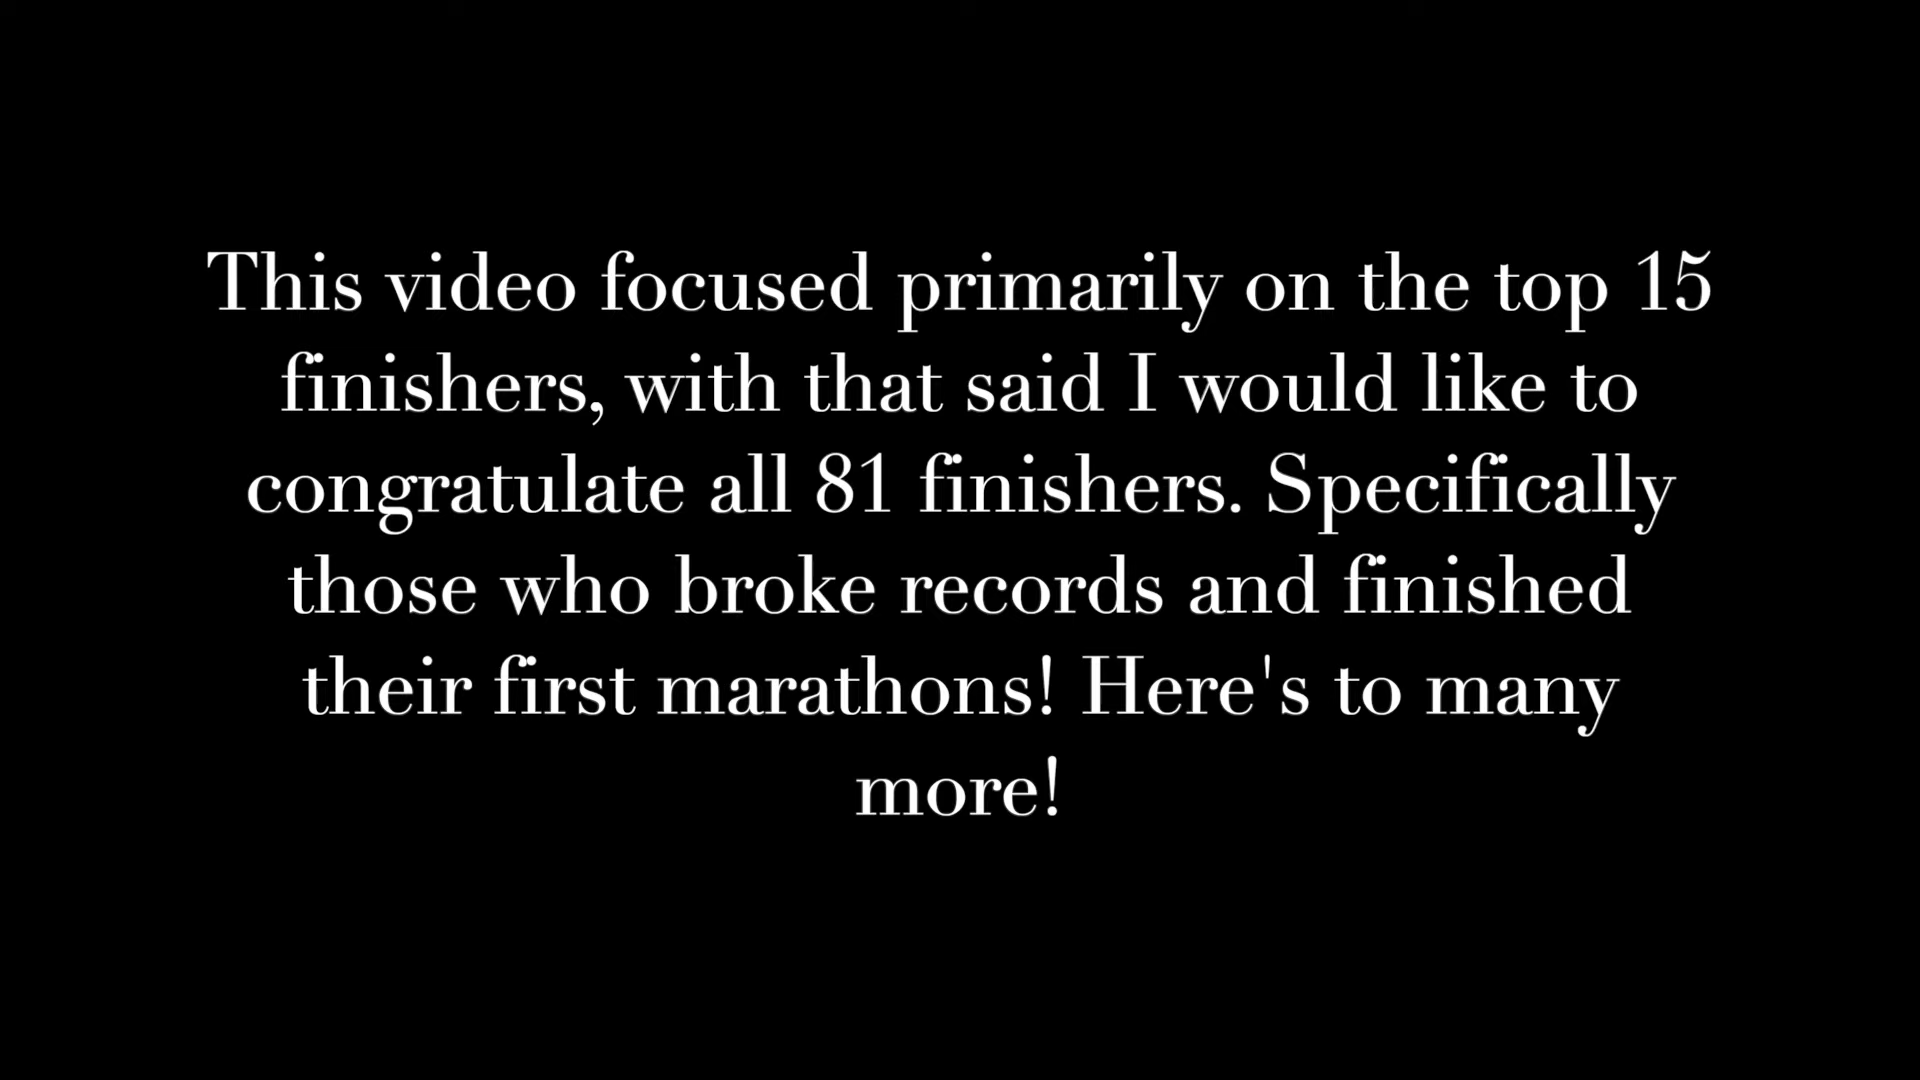 This video focused primarily on the top 15
finishers, with that said I would like to
congratulate all 81 finishers. Specifically
those who broke records and finished
their first marathons! Here's to many
more!